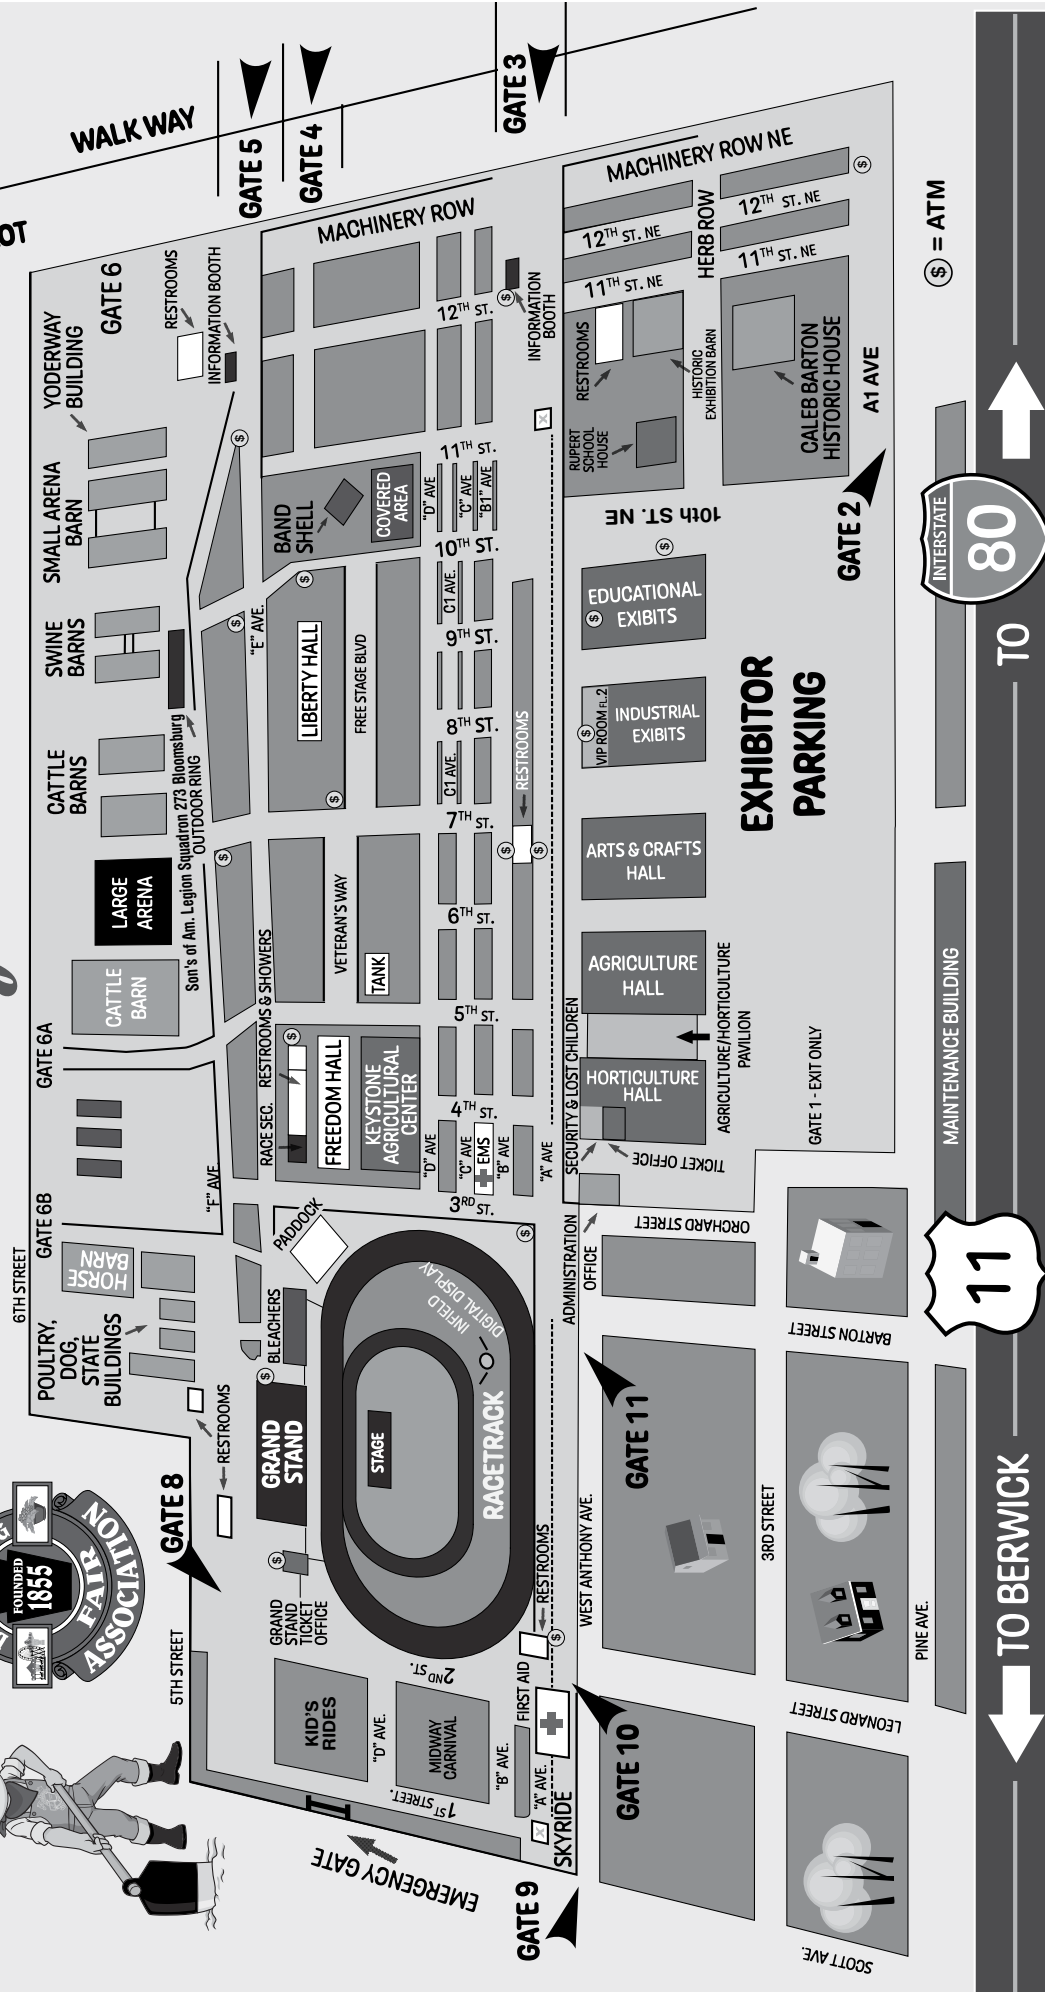 OT
WALK WAY
GATE 5
GATE 4
GATE 3
GATE 6
RESTROOMS
INFORMATION BOOTH
YODERWAY
BUILDING
SMALL ARENA
BARN
SWINE
BARNS
CATTLE
BARNS
LARGE
ARENA
CATTLE
BARN
Son's of Am. Legion Squadron 273 Bloomsburg
OUTDOOR RING
GATE 6A
GATE 6B
6TH STREET
HORSE
BARN
POULTRY,
DOG,
STATE
BUILDINGS
RESTROOMS
GATE 8
5TH STREET
FOUNDED
1855
FAIR
ASSOCIATION
MACHINERY ROW
12TH ST.
$
INFORMATION
BOOTH
11TH ST.
BAND
SHELL
COVERED
AREA
"D" AVE
"C" AVE
"B1" AVE
10TH ST.
C1 AVE.
9TH ST.
"E" AVE.
$
$
$
LIBERTY HALL
FREE STAGE BLVD
8TH ST.
C1 AVE.
$
7TH ST.
RESTROOMS
$
$
$
VETERAN'S WAY
TANK
6TH ST.
5TH ST.
RESTROOMS & SHOWERS
RACE SEC.
$
FREEDOM HALL
KEYSTONE
AGRICULTURAL
CENTER
"F" AVE
4TH ST.
"D" AVE
"C" AVE
EMS
"B" AVE
"A" AVE
3RD ST.
PADDOCK
$
BLEACHERS
$
GRAND
STAND
STAGE
INFIELD
DIGITAL DISPLAY
RACETRACK
$
GRAND
STAND
TICKET
OFFICE
RESTROOMS
$
2ND ST.
FIRST AID
KID'S
RIDES
"D" AVE.
MIDWAY
CARNIVAL
"B" AVE.
"A" AVE.
1ST STREET.
X
X
SKYRIDE
EMERGENCY GATE
GATE 9
GATE 10
GATE 11
MACHINERY ROW NE
12TH ST. NE
12TH ST. NE
HERB ROW
11TH ST. NE
11TH ST. NE
$
$ = ATM
RESTROOMS
HISTORIC
EXHIBITION BARN
RUPERT
SCHOOL
HOUSE
CALEB BARTON
HISTORIC HOUSE
A1 AVE
10th ST. NE
GATE 2
$
EDUCATIONAL
EXIBITS
$
VIP ROOM FL.2
$
INDUSTRIAL
EXIBITS
EXHIBITOR
PARKING
ARTS & CRAFTS
HALL
AGRICULTURE
HALL
AGRICULTURE/HORTICULTURE
PAVILION
HORTICULTURE
HALL
SECURITY & LOST CHILDREN
TICKET OFFICE
GATE 1 - EXIT ONLY
ADMINISTRATION
OFFICE
ORCHARD STREET
BARTON STREET
WEST ANTHONY AVE.
3RD STREET
PINE AVE.
LEONARD STREET
SCOTT AVE.
MAINTENANCE BUILDING
INTERSTATE
80
TO
11
TO BERWICK